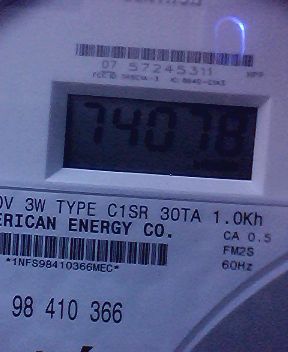 07 57245311
HPP
74078
0V 3W TYPE C1SR 30TA 1.0Kh
ERICAN ENERGY CO.
CA 0.5
FM2S
60Hz
*1NFS98410366MEC*
98 410 366